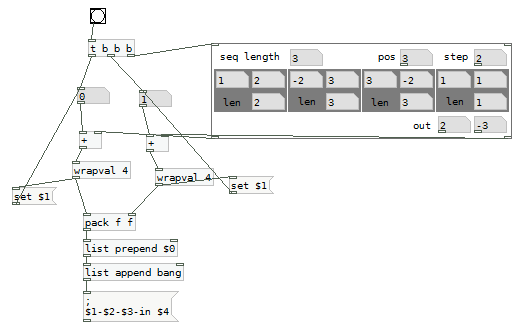 t b b b
seq length 3 pos 3 step 2
1 2 -2 3 3 3 1 1
len 2 len 3 len 3 len 1
out 2 -3
0
1
+
+
wrapval 4
wrapval 4
set $1
set $1
pack f f
list prepend $0
list append bang
;
$1-$2-$3-in $4